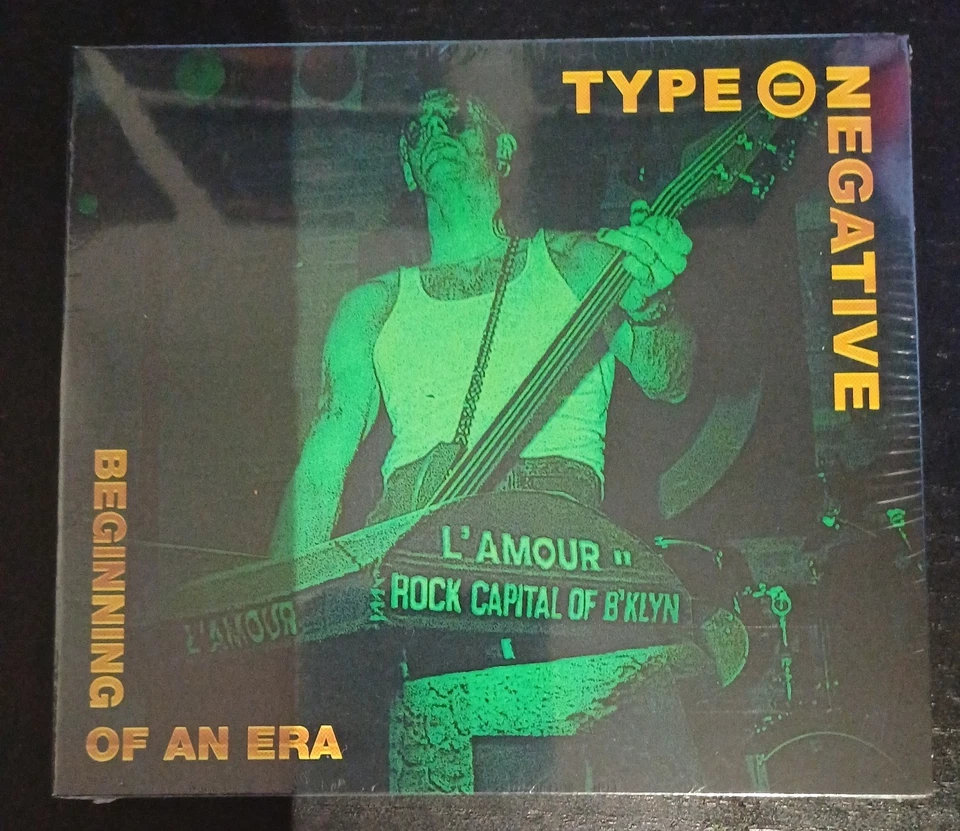 TYPE O NEGATIVE
L'AMOUR"
ROCK CAPITAL OF B'KLYN
L'AMOUR
BEGINNING
OF AN ERA